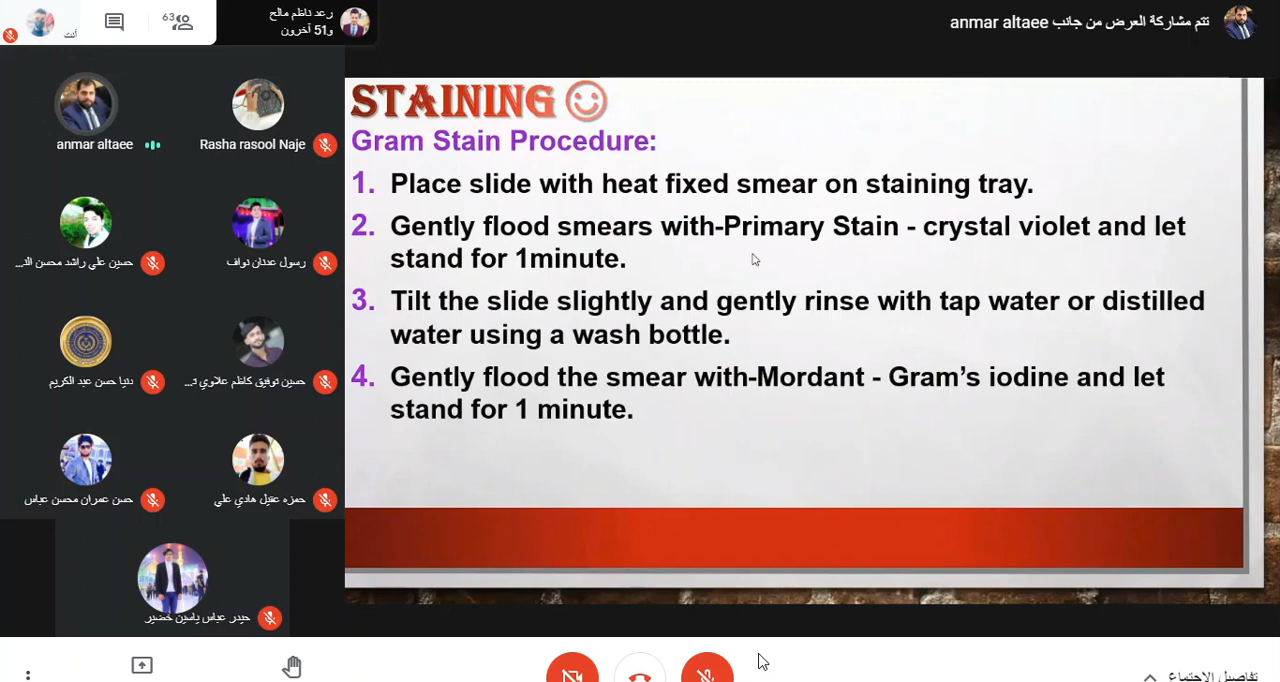 63
أنت
رعد ناظم مالح
و51 آخرون
تتم مشاركة العرض من جانب anmar altaee
anmar altaee
Rasha rasool Naje
حسين علي راشد محسن الن...
رسول عدنان نواف
دنيا حسن عبد الكريم
حسين توفيق كاظم علاوي ت...
حسن عمران محسن عباس
حمزه عقيل هادي علي
حيدر عباس ياسين خضير
STAINING
Gram Stain Procedure:
1. Place slide with heat fixed smear on staining tray.
2. Gently flood smears with-Primary Stain - crystal violet and let
stand for 1minute.
3. Tilt the slide slightly and gently rinse with tap water or distilled
water using a wash bottle.
4. Gently flood the smear with-Mordant - Gram's iodine and let
stand for 1 minute.
تفاصيل الاجتماع